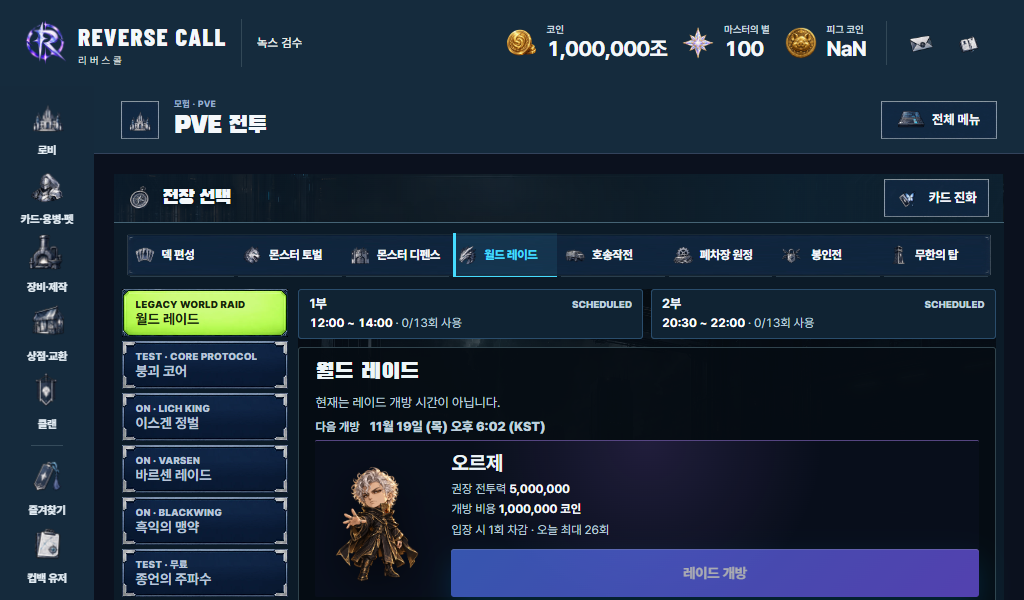 REVERSE CALL
리버스콜
녹스 검수
코인
1,000,000조
마스터의 별
100
피그 코인
NaN
모험 · PVE
PVE 전투
전체 메뉴
로비
카드·용병·펫
장비·제작
상점·교환
클랜
즐겨찾기
컴백 유저
전장 선택
카드 진화
덱 편성
몬스터 토벌
몬스터 디펜스
월드 레이드
호송작전
폐차장 원정
봉인전
무한의 탑
LEGACY WORLD RAID
월드 레이드
TEST · CORE PROTOCOL
붕괴 코어
ON · LICH KING
이스겐 정벌
ON · VARSEN
바르센 레이드
ON · BLACKWING
흑익의 맹약
TEST · 무료
종언의 주파수
1부
SCHEDULED
12:00 ~ 14:00 · 0/13회 사용
2부
SCHEDULED
20:30 ~ 22:00 · 0/13회 사용
월드 레이드
현재는 레이드 개방 시간이 아닙니다.
다음 개방 11월 19일 (목) 오후 6:02 (KST)
오르제
권장 전투력 5,000,000
개방 비용 1,000,000 코인
입장 시 1회 차감 · 오늘 최대 26회
레이드 개방